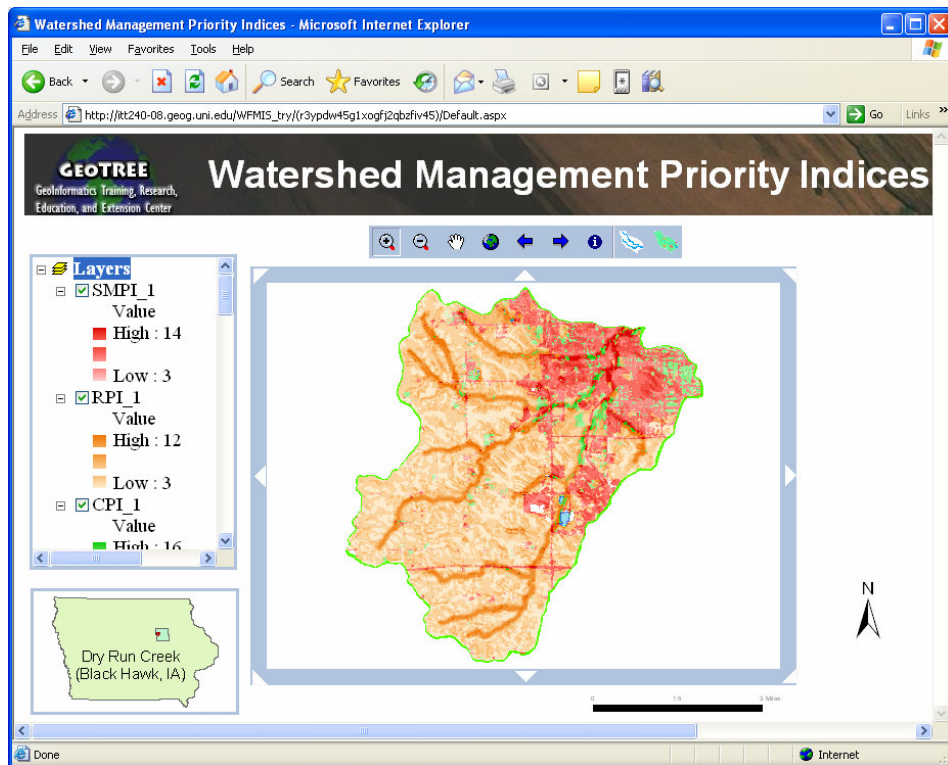 Watershed Management Priority Indices - Microsoft Internet Explorer
File Edit View Favorites Tools Help
Back Search Favorites
Address http://itt240-08.geog.uni.edu/WFMIS_try/(r3ypdw45g1xogfj2qbzfiv45)/Default.aspx Go Links »
GEOTREE
GeoInformatics Training, Research,
Education, and Extension Center
Watershed Management Priority Indices
Layers
SMPI_1
Value
High : 14
Low : 3
RPI_1
Value
High : 12
Low : 3
CPI_1
Value
High : 16
Dry Run Creek
(Black Hawk, IA)
N
0 1.5 3 Miles
Done Internet